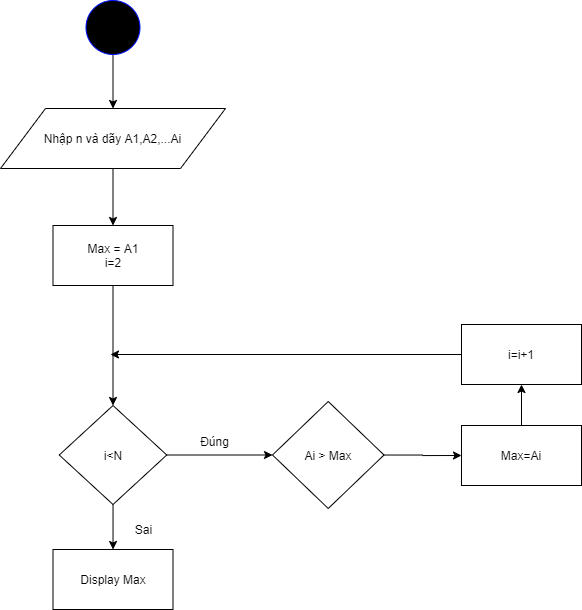 Nhập n và dãy A1,A2,...Ai
Max = A1
i=2
i=i+1
i<N
Đúng
Ai > Max
Max=Ai
Sai
Display Max